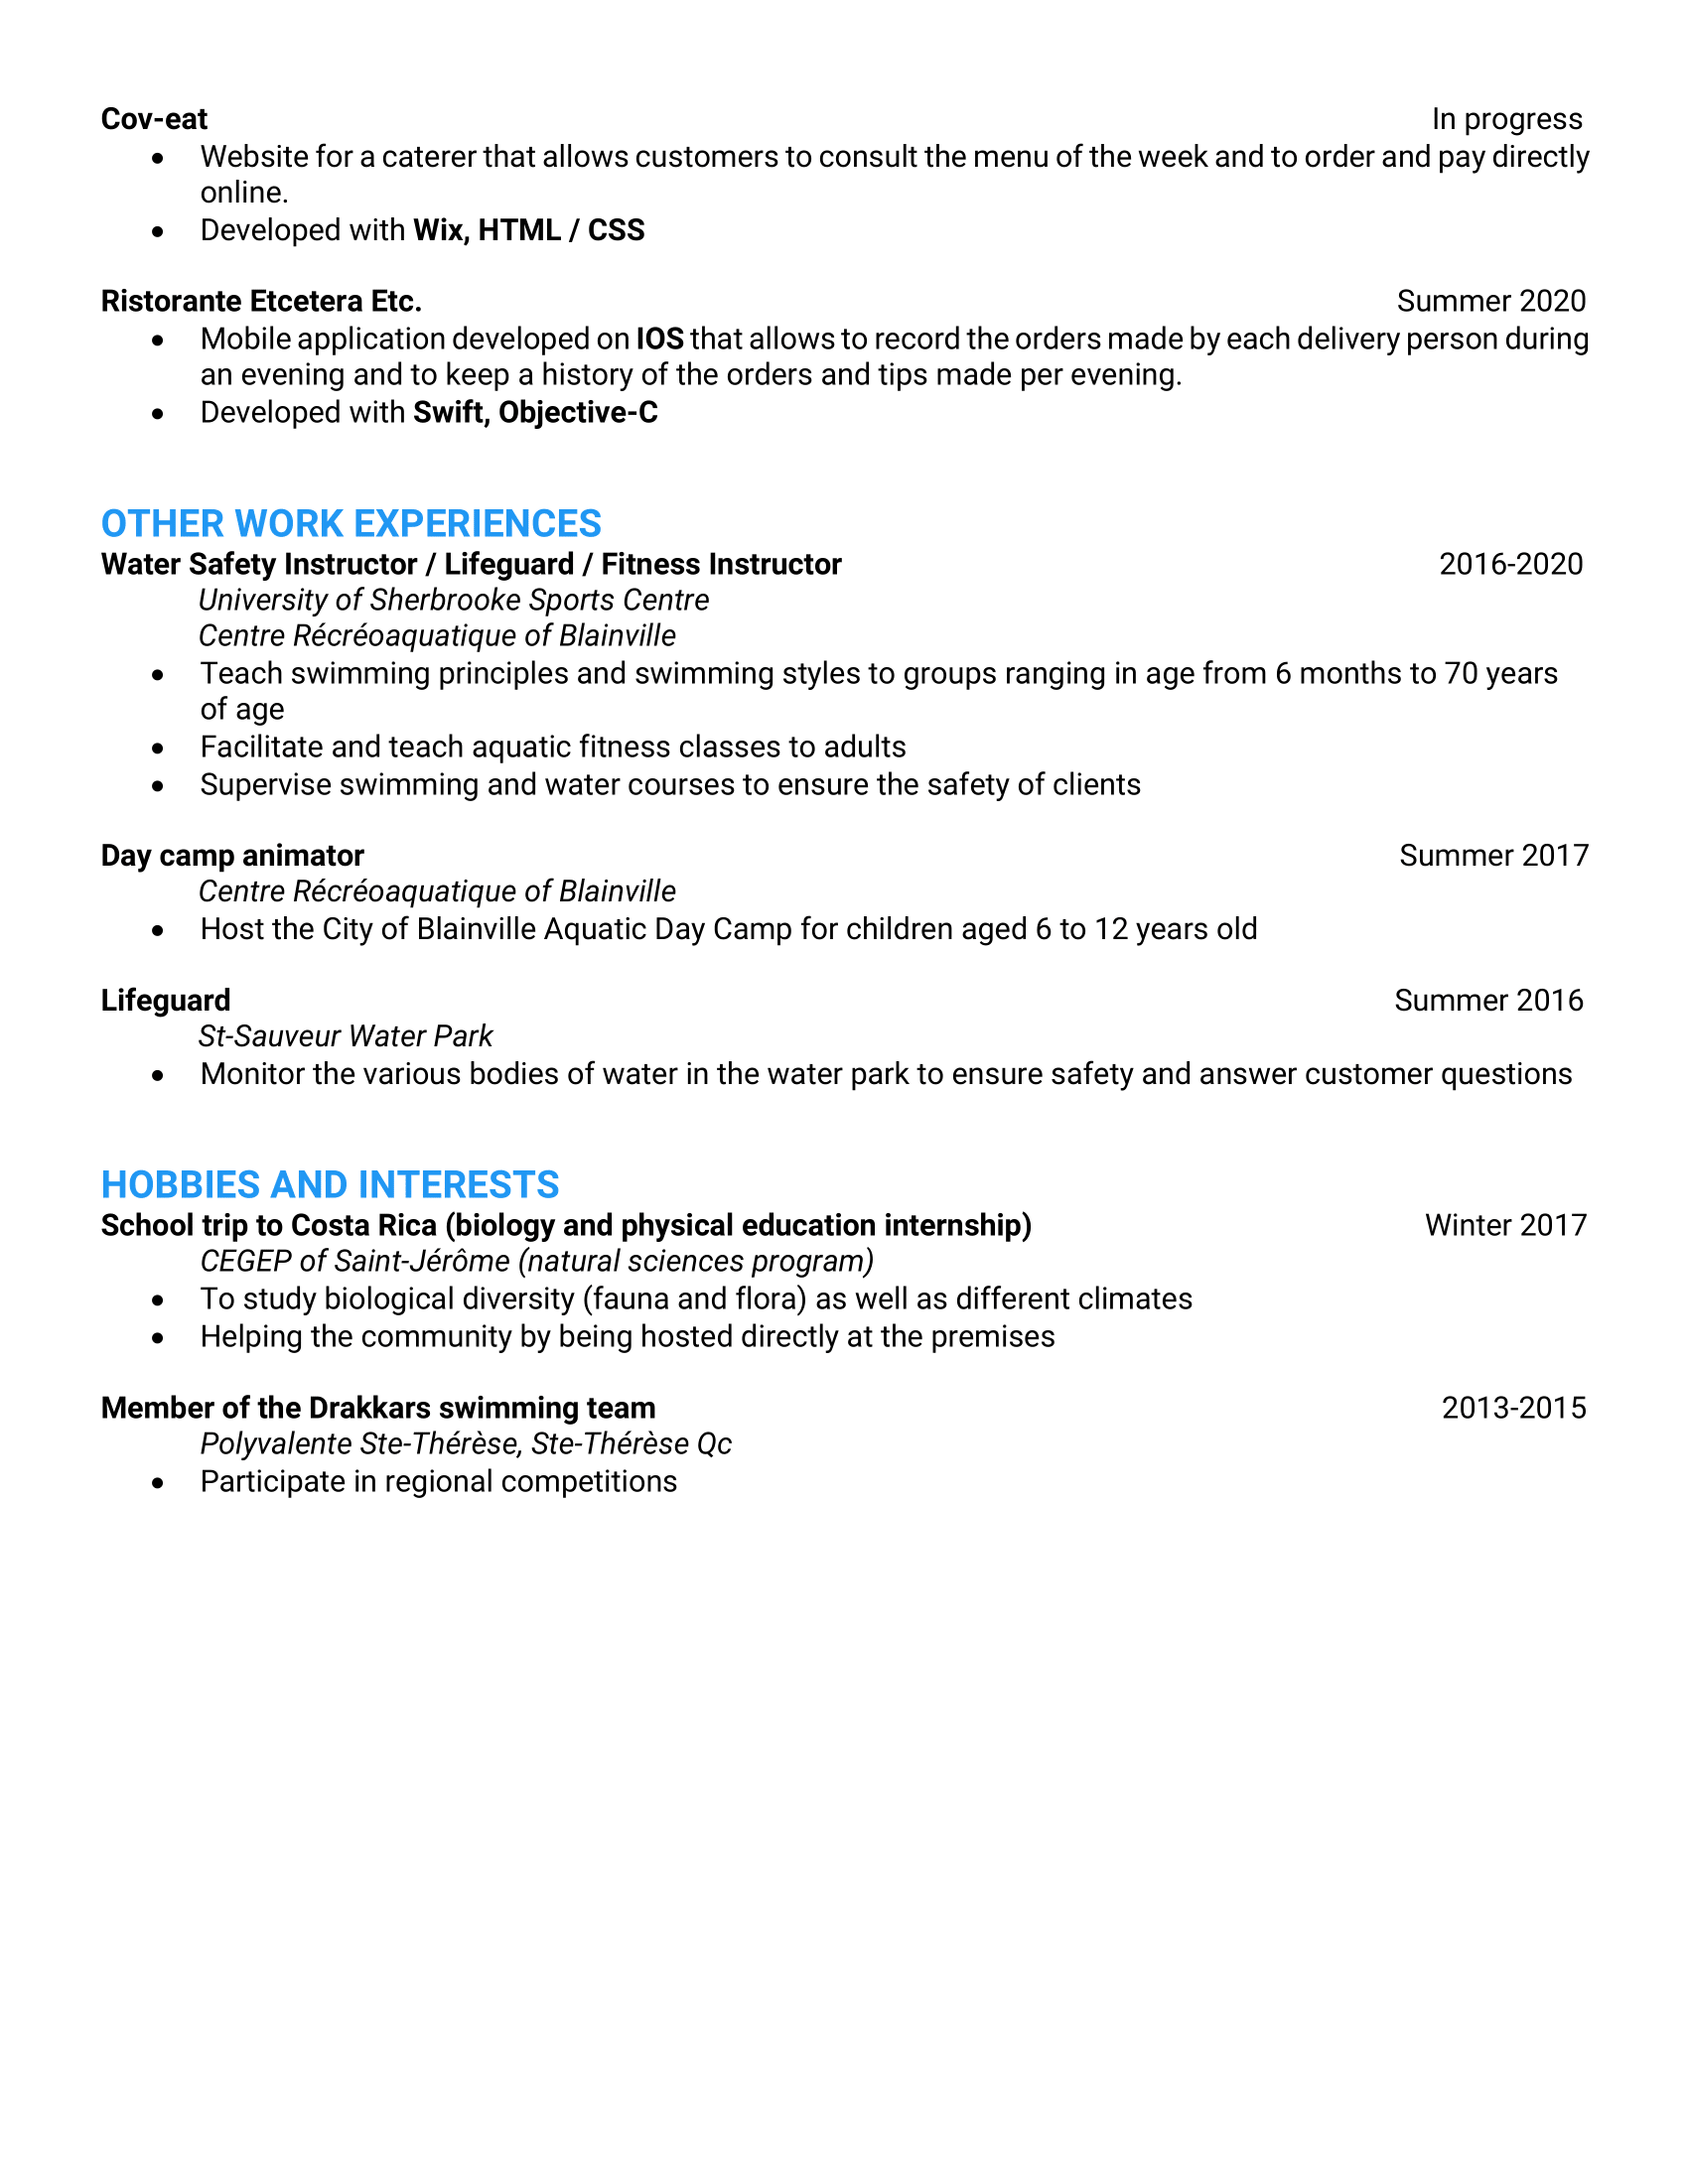 Cov-eat In progress
• Website for a caterer that allows customers to consult the menu of the week and to order and pay directly
online.
• Developed with Wix, HTML / CSS
Ristorante Etcetera Etc. Summer 2020
• Mobile application developed on IOS that allows to record the orders made by each delivery person during
an evening and to keep a history of the orders and tips made per evening.
• Developed with Swift, Objective-C
OTHER WORK EXPERIENCES
Water Safety Instructor / Lifeguard / Fitness Instructor 2016-2020
University of Sherbrooke Sports Centre
Centre Récréoaquatique of Blainville
• Teach swimming principles and swimming styles to groups ranging in age from 6 months to 70 years
of age
• Facilitate and teach aquatic fitness classes to adults
• Supervise swimming and water courses to ensure the safety of clients
Day camp animator Summer 2017
Centre Récréoaquatique of Blainville
• Host the City of Blainville Aquatic Day Camp for children aged 6 to 12 years old
Lifeguard Summer 2016
St-Sauveur Water Park
• Monitor the various bodies of water in the water park to ensure safety and answer customer questions
HOBBIES AND INTERESTS
School trip to Costa Rica (biology and physical education internship) Winter 2017
CEGEP of Saint-Jérôme (natural sciences program)
• To study biological diversity (fauna and flora) as well as different climates
• Helping the community by being hosted directly at the premises
Member of the Drakkars swimming team 2013-2015
Polyvalente Ste-Thérèse, Ste-Thérèse Qc
• Participate in regional competitions